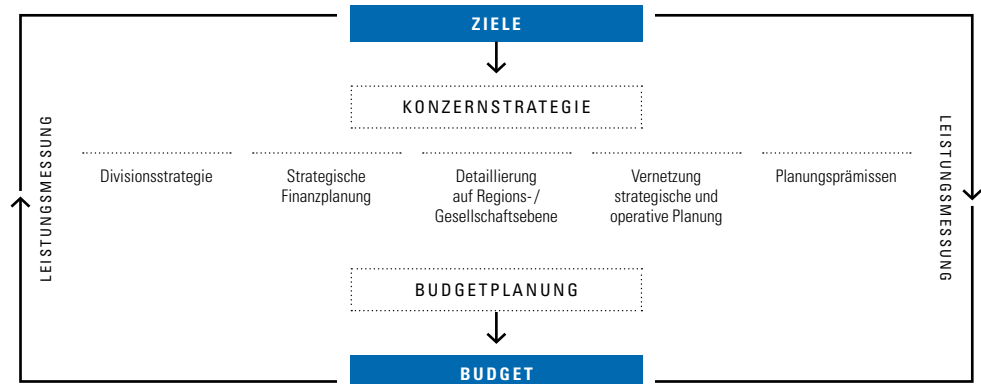 ZIELE
KONZERNSTRATEGIE
LEISTUNGSMESSUNG
LEISTUNGSMESSUNG
Divisionsstrategie
Strategische
Finanzplanung
Detaillierung
auf Regions-/
Gesellschaftsebene
Vernetzung
strategische und
operative Planung
Planungsprämissen
BUDGETPLANUNG
BUDGET